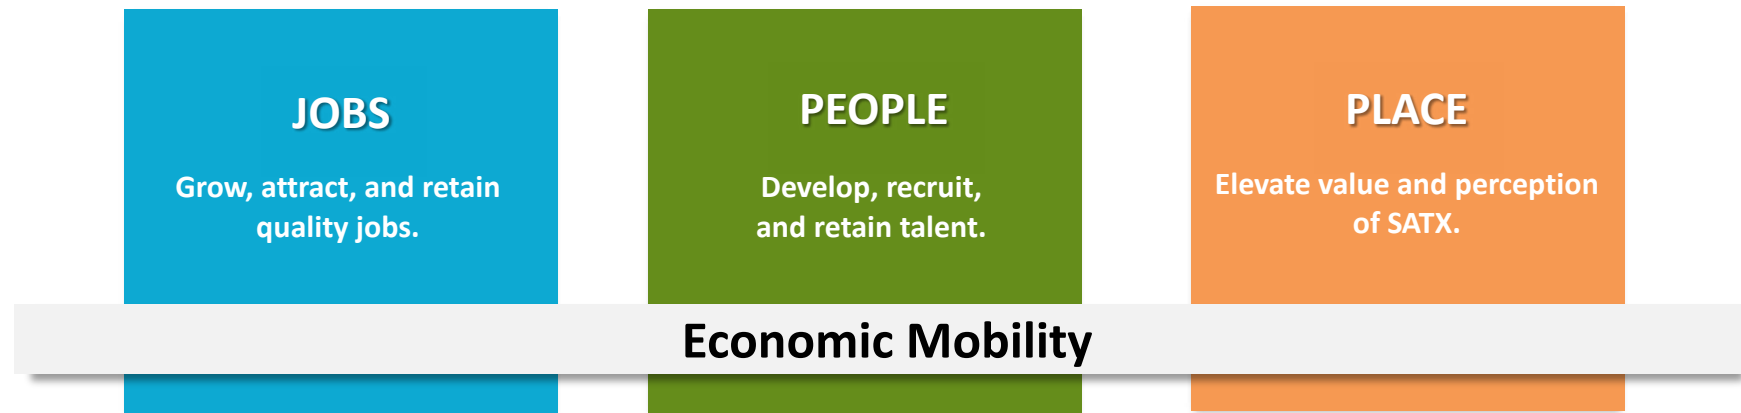 JOBS
Grow, attract, and retain
quality jobs.
PEOPLE
Develop, recruit,
and retain talent.
PLACE
Elevate value and perception
of SATX.
Economic Mobility